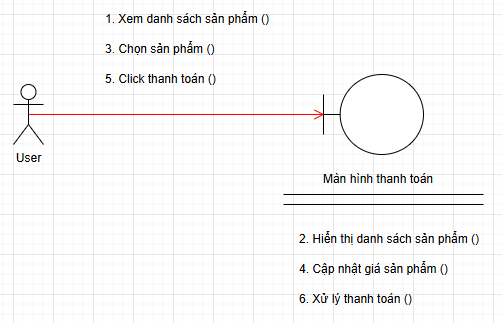 1. Xem danh sách sản phẩm ()
3. Chọn sản phẩm ()
5. Click thanh toán ()
User
Màn hình thanh toán
2. Hiển thị danh sách sản phẩm ()
4. Cập nhật giá sản phẩm ()
6. Xử lý thanh toán ()